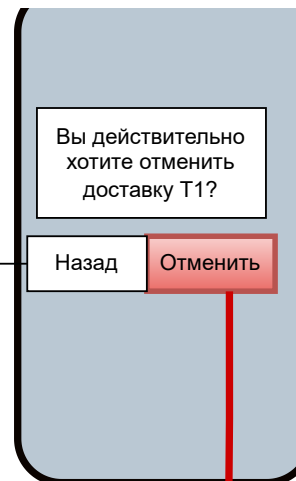 Вы действительно
хотите отменить
доставку Т1?
Назад
Отменить